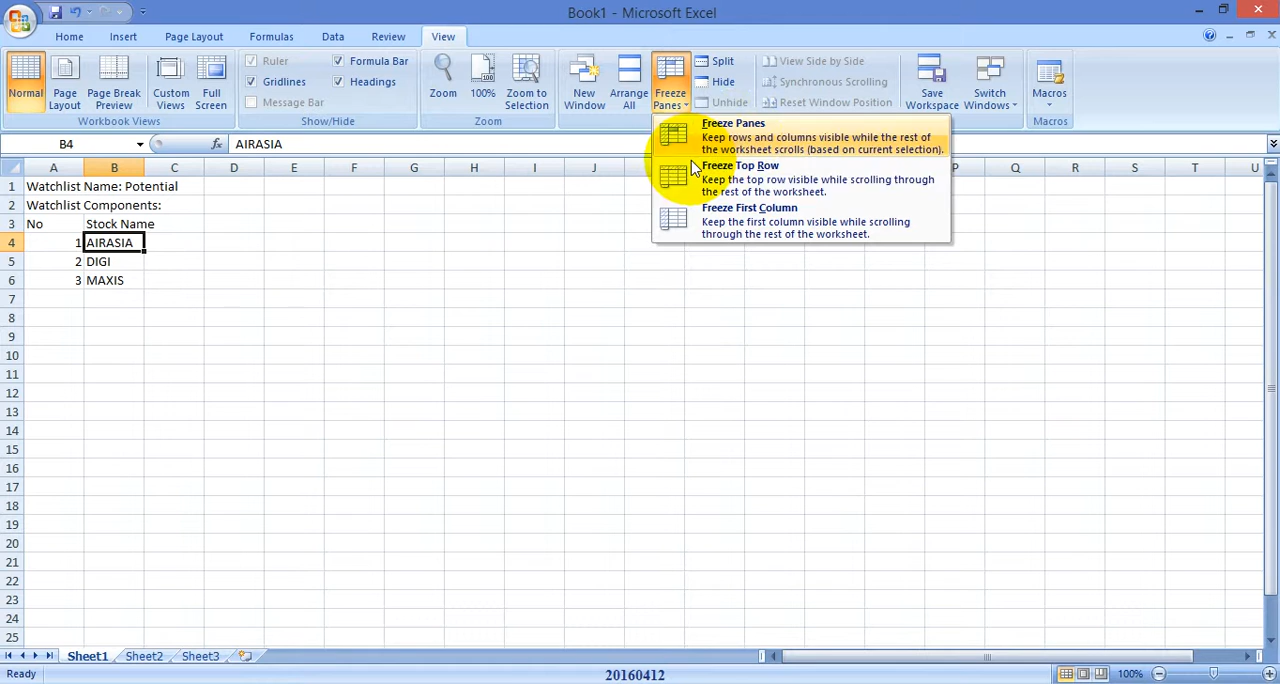 Book1 - Microsoft Excel
Home Insert Page Layout Formulas Data Review View
Normal
Page Layout
Page Break Preview
Custom Views
Full Screen
Workbook Views
Ruler
Gridlines
Message Bar
Formula Bar
Headings
Show/Hide
Zoom
100%
Zoom to Selection
Zoom
New Window
Arrange All
Freeze Panes
Split
Hide
Unhide
View Side by Side
Synchronous Scrolling
Reset Window Position
Save Workspace
Switch Windows
Macros
Macros
Freeze Panes
Keep rows and columns visible while the rest of
the worksheet scrolls (based on current selection).
Freeze Top Row
Keep the top row visible while scrolling through
the rest of the worksheet.
Freeze First Column
Keep the first column visible while scrolling
through the rest of the worksheet.
B4 fx AIRASIA
A B C D E F G H I J P Q R S T U
1 Watchlist Name: Potential
2 Watchlist Components:
3 No Stock Name
4 1 AIRASIA
5 2 DIGI
6 3 MAXIS
7
8
9
10
11
12
13
14
15
16
17
18
19
20
21
22
23
24
25
Sheet1 Sheet2 Sheet3
Ready 20160412 100%